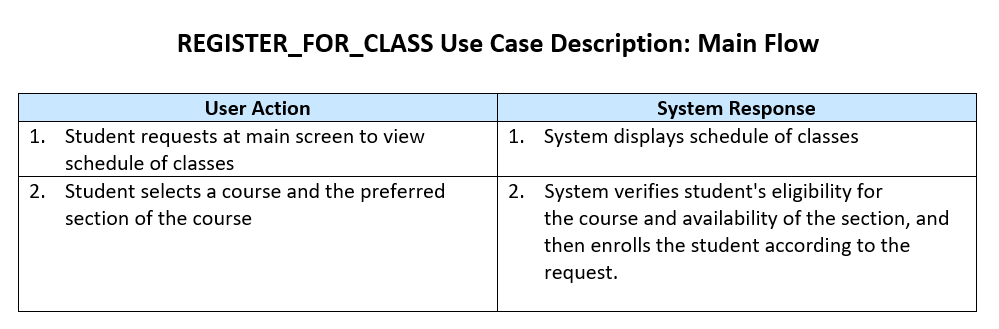 REGISTER_FOR_CLASS Use Case Description: Main Flow
User Action
System Response
1. Student requests at main screen to view
schedule of classes
1. System displays schedule of classes
2. Student selects a course and the preferred
section of the course
2. System verifies student's eligibility for
the course and availability of the section, and
then enrolls the student according to the
request.